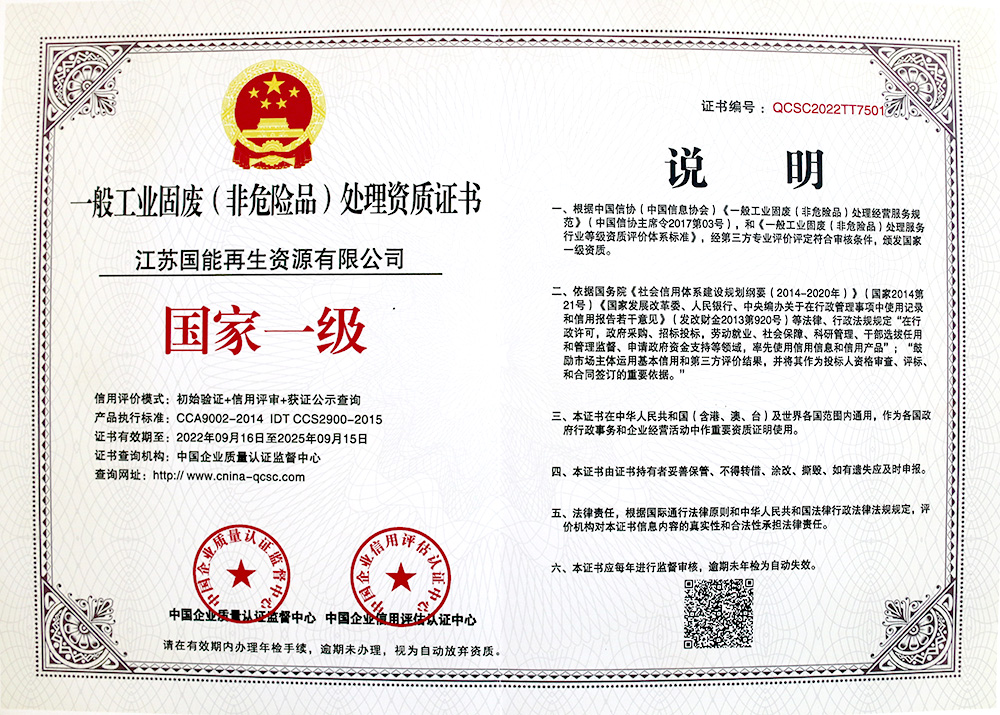 一般工业固废（非危险品）处理资质证书
江苏国能再生资源有限公司
国家一级
信用评价模式：初始验证+信用评审+获证公示查询
产品执行标准：CCA9002-2014 IDT CCS2900-2015
证书有效期至：2022年09月16日至2025年09月15日
证书查询机构：中国企业质量认证监督中心
查询网址：http:// www.cnina-qcsc.com
中国企业质量认证监督中心
中国企业信用评估认证中心
中国企业质量认证监督中心 中国企业信用评估认证中心
请在有效期内办理年检手续，逾期未办理，视为自动放弃资质。
证书编号：QCSC2022TT7501
说 明
一、根据中国信协（中国信息协会）《一般工业固废（非危险品）处理经营服务规
范》（中国信协主席令2017第03号），和《一般工业固废（非危险品）处理服务
行业等级资质评价体系标准》，经第三方专业评价评定符合审核条件，颁发国家
一级资质。
二、依据国务院《社会信用体系建设规划纲要（2014-2020年）》（国家2014第
21号）《国家发展改革委、人民银行、中央编办关于在行政管理事项中使用记录
和信用报告若干意见》（发改财金2013第920号）等法律、行政法规规定“在行
政许可，政府采购、招标投标，劳动就业、社会保障、科研管理、干部选拔任用
和管理监督、申请政府资金支持等领域，率先使用信用信息和信用产品”；“鼓
励市场主体运用基本信用和第三方评价结果，并将其作为投标人资格审查、评标、
和合同签订的重要依据。”
三、本证书在中华人民共和国（含港、澳、台）及世界各国范围内通用，作为各国政
府行政事务和企业经营活动中作重要资质证明使用。
四、本证书由证书持有者妥善保管、不得转借、涂改、撕毁、如有遗失应及时申报。
五、法律责任，根据国际通行法律原则和中华人民共和国法律行政法律法规规定，评
价机构对本证书信息内容的真实性和合法性承担法律责任。
六、本证书应每年进行监督审核，逾期未年检为自动失效。